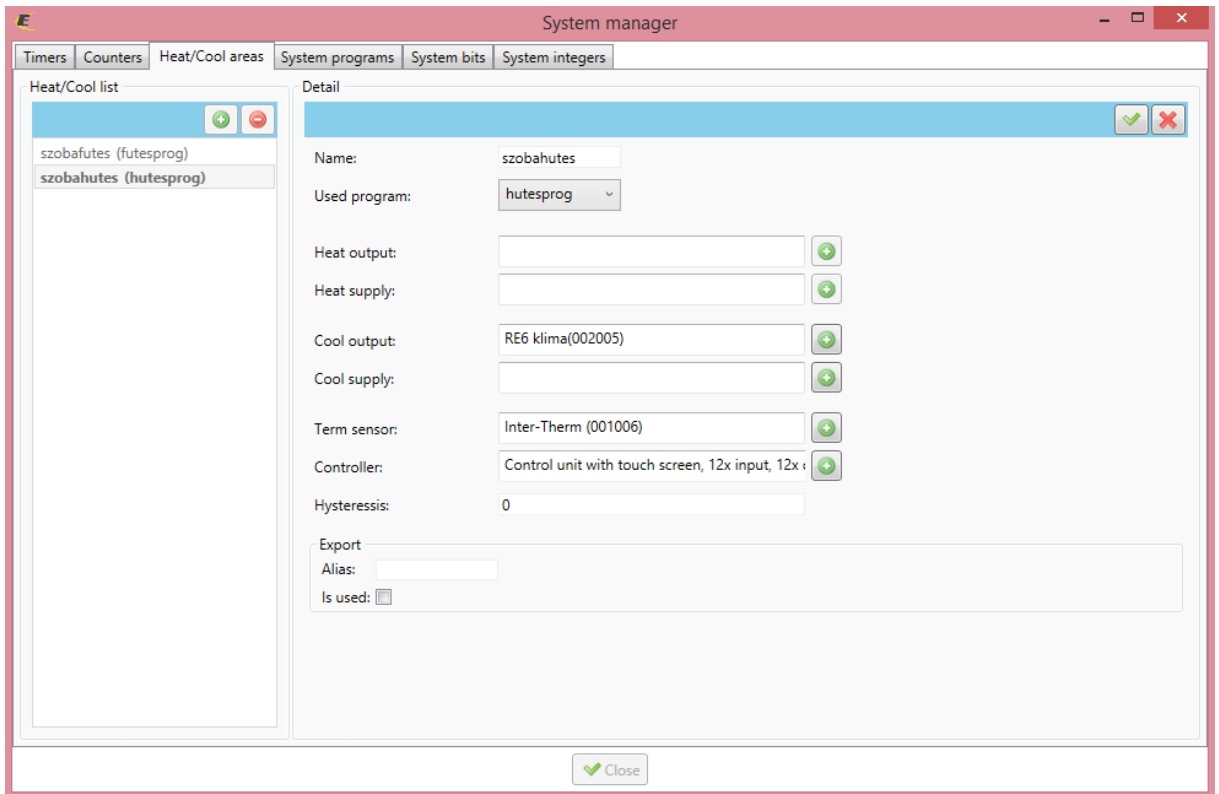 E
System manager
Timers Counters Heat/Cool areas System programs System bits System integers
Heat/Cool list
szobafutes (futesprog)
szobahutes (hutesprog)
Detail
Name: szobahutes
Used program: hutesprog
Heat output:
Heat supply:
Cool output: RE6 klima(002005)
Cool supply:
Term sensor: Inter-Therm (001006)
Controller: Control unit with touch screen, 12x input, 12x
Hysteressis: 0
Export
Alias:
Is used:
Close